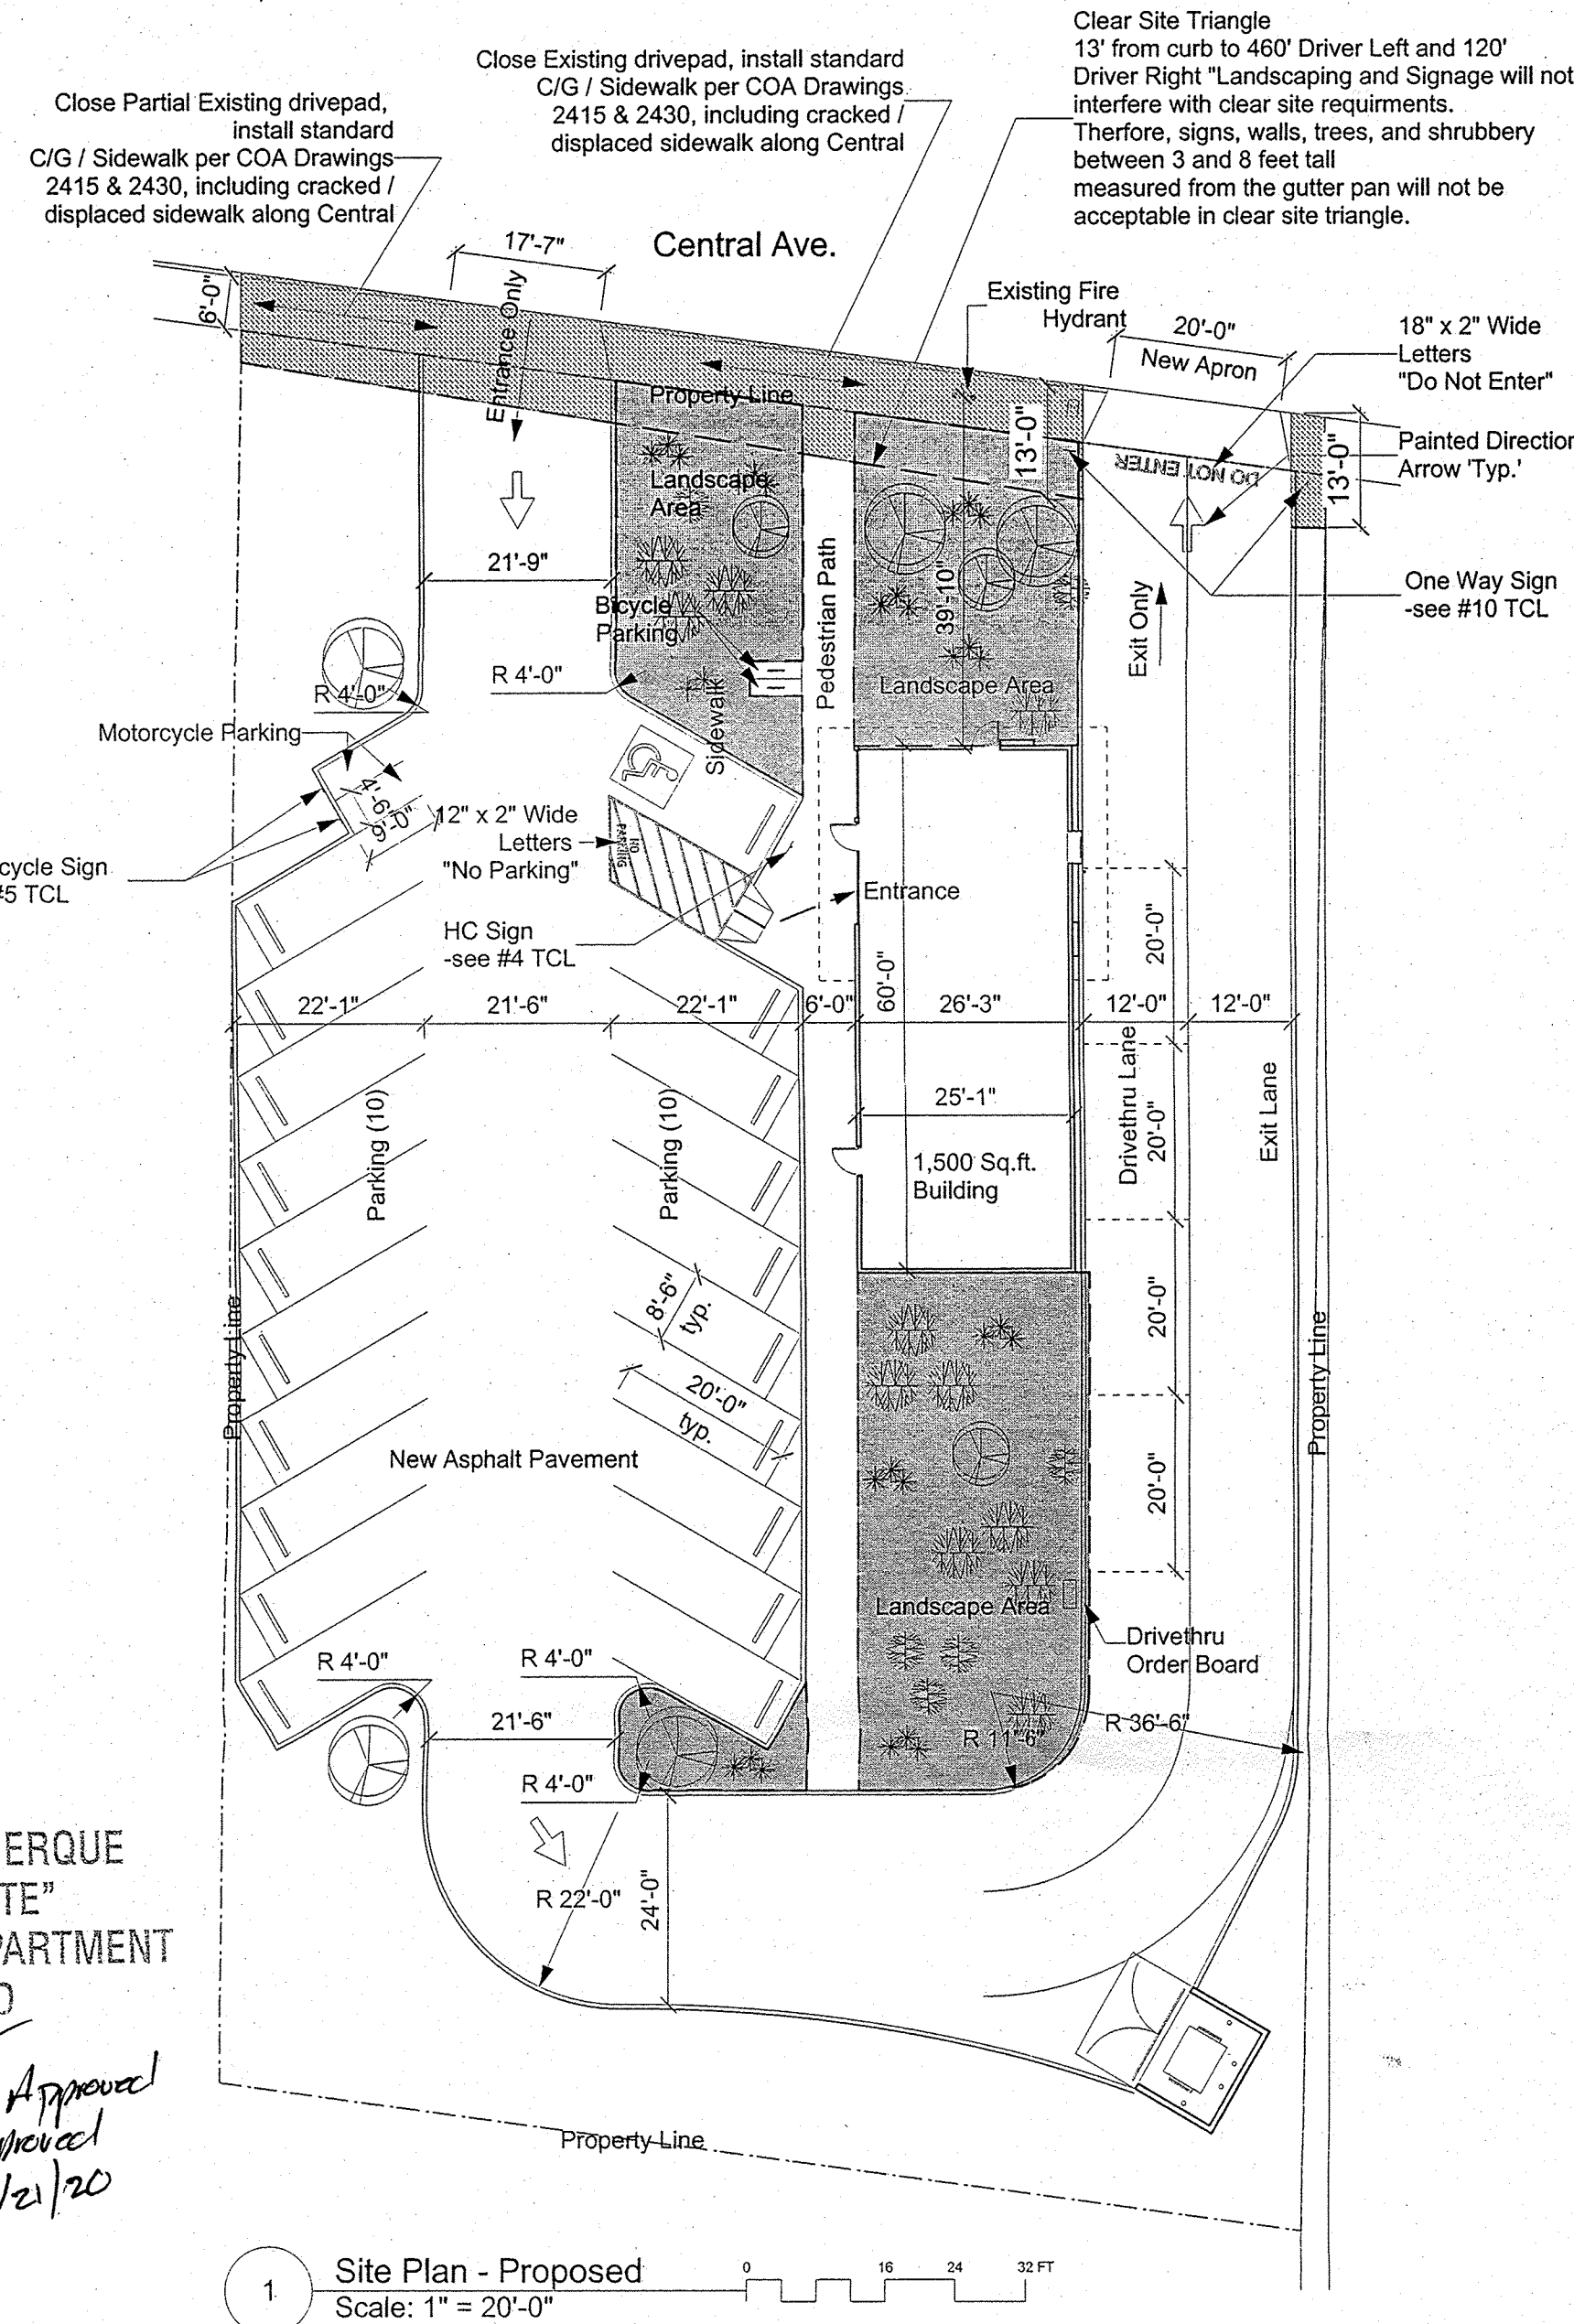 Clear Site Triangle
13' from curb to 460' Driver Left and 120'
Driver Right "Landscaping and Signage will not
interfere with clear site requirments.
Therfore, signs, walls, trees, and shrubbery
between 3 and 8 feet tall
measured from the gutter pan will not be
acceptable in clear site triangle.
Close Existing drivepad, install standard
C/G / Sidewalk per COA Drawings
2415 & 2430, including cracked /
displaced sidewalk along Central
Close Partial Existing drivepad,
install standard
C/G / Sidewalk per COA Drawings
2415 & 2430, including cracked /
displaced sidewalk along Central
17'-7"
Central Ave.
6'-0"
Entrance Only
Existing Fire
Hydrant
20'-0"
New Apron
18" x 2" Wide
Letters
"Do Not Enter"
Property Line
13'-0"
DO NOT ENTER
13'-0"
Painted Direction
Arrow 'Typ.'
Landscape
Area
21'-9"
Bicycle
Parking
Pedestrian Path
39'-10"
Exit Only
One Way Sign
-see #10 TCL
R 4'-0"
R 4'-0"
Sidewalk
Landscape Area
Motorcycle Parking
4'-6"
9'-0"
12" x 2" Wide
Letters
"No Parking"
NO
PARKING
cycle Sign
#5 TCL
Entrance
HC Sign
-see #4 TCL
60'-0"
20'-0"
22'-1"
21'-6"
22'-1"
6'-0"
26'-3"
12'-0"
12'-0"
Parking (10)
Parking (10)
25'-1"
Drivethru Lane
20'-0"
Exit Lane
1,500 Sq.ft.
Building
8'-6"
typ.
20'-0"
Property Line
20'-0"
typ.
Property Line
20'-0"
New Asphalt Pavement
Landscape Area
Drivethru
Order Board
R 4'-0"
R 4'-0"
21'-6"
R 11'-6"
R 36'-6"
R 4'-0"
R 22'-0"
24'-0"
ERQUE
TE"
PARTMENT
Approved
21/20
Property Line
1
Site Plan - Proposed
Scale: 1" = 20'-0"
0 16 24 32 FT